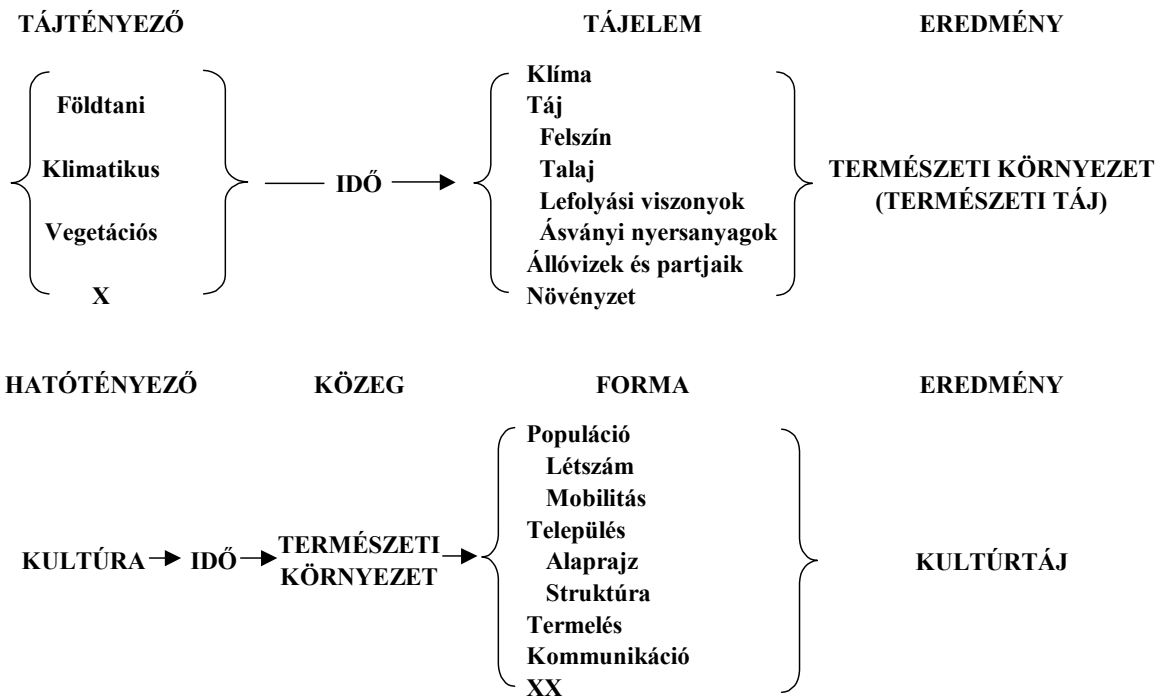 TÁJTÉNYEZŐ TÁJELEM EREDMÉNY
Földtani
Klimatikus
Vegetációs
X
IDŐ
Klíma
Táj
Felszín
Talaj
Lefolyási viszonyok
Ásványi nyersanyagok
Állóvizek és partjaik
Növényzet
TERMÉSZETI KÖRNYEZET
(TERMÉSZETI TÁJ)
HATÓTÉNYEZŐ KÖZEG FORMA EREDMÉNY
KULTÚRA
IDŐ
TERMÉSZETI
KÖRNYEZET
Populáció
Létszám
Mobilitás
Település
Alaprajz
Struktúra
Termelés
Kommunikáció
XX
KULTÚRTÁJ